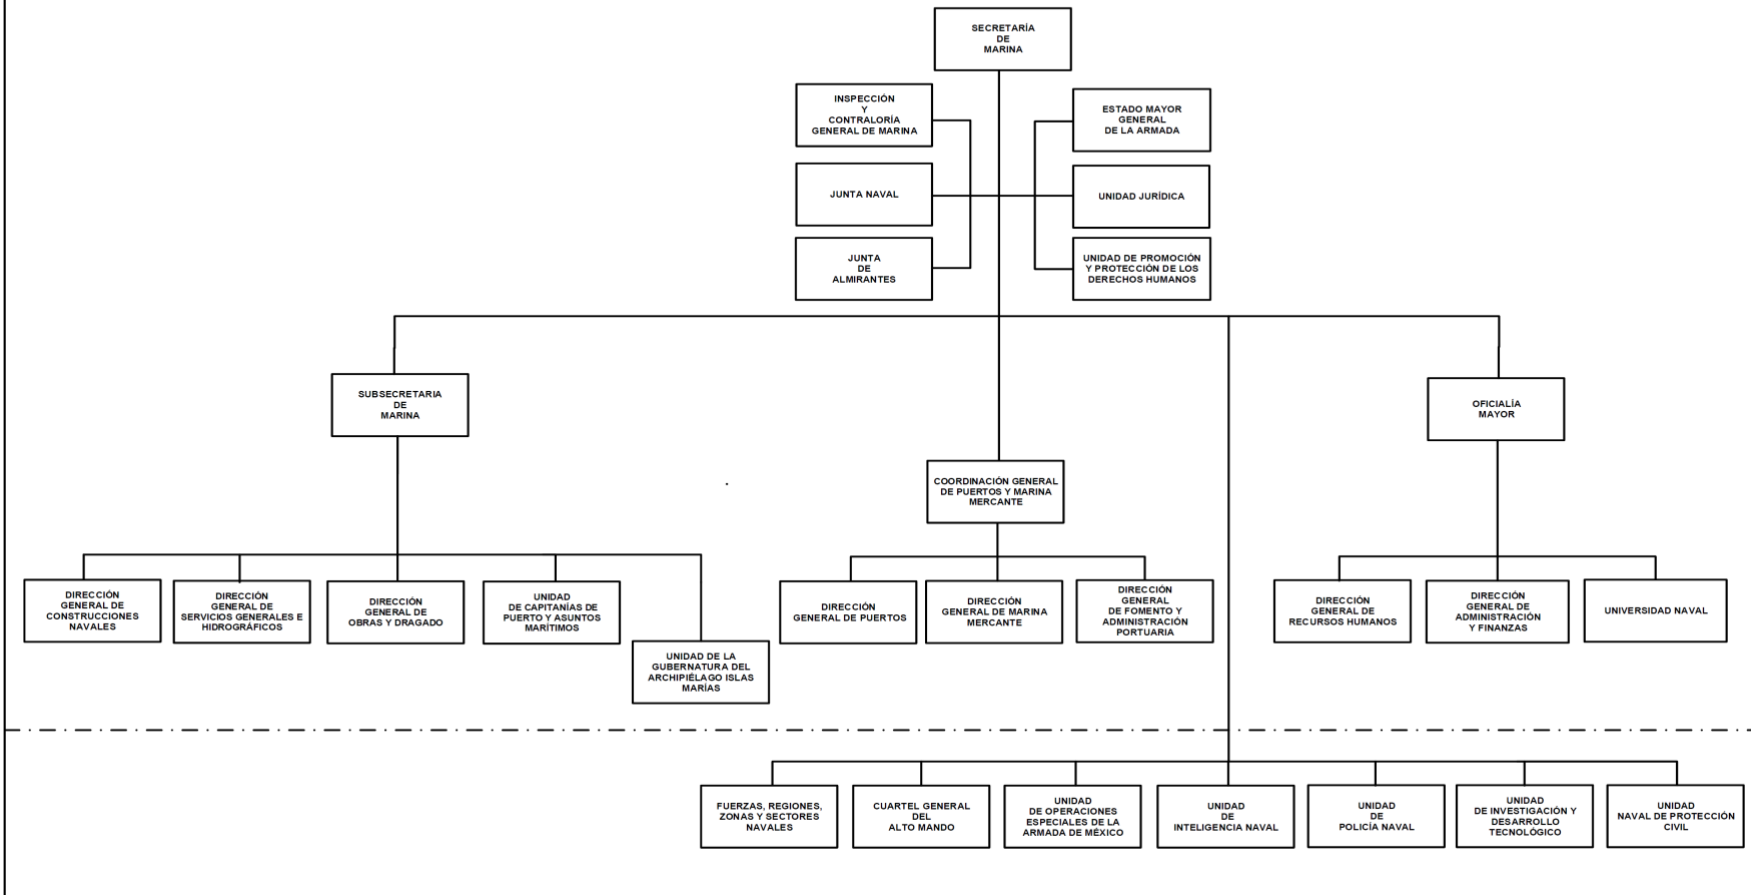 SECRETARÍA
DE
MARINA
INSPECCIÓN
Y
CONTRALORÍA
GENERAL DE MARINA
ESTADO MAYOR
GENERAL
DE LA ARMADA
JUNTA NAVAL
UNIDAD JURÍDICA
JUNTA
DE
ALMIRANTES
UNIDAD DE PROMOCIÓN
Y PROTECCIÓN DE LOS
DERECHOS HUMANOS
SUBSECRETARIA
DE
MARINA
OFICIALÍA
MAYOR
COORDINACIÓN GENERAL
DE PUERTOS Y MARINA
MERCANTE
DIRECCIÓN
GENERAL DE
CONSTRUCCIONES
NAVALES
DIRECCIÓN
GENERAL DE
SERVICIOS GENERALES E
HIDROGRÁFICOS
DIRECCIÓN
GENERAL DE
OBRAS Y DRAGADO
UNIDAD
DE CAPITANÍAS DE
PUERTO Y ASUNTOS
MARÍTIMOS
UNIDAD DE LA
GUBERNATURA DEL
ARCHIPIÉLAGO ISLAS
MARÍAS
DIRECCIÓN
GENERAL DE PUERTOS
DIRECCIÓN
GENERAL DE MARINA
MERCANTE
DIRECCIÓN
GENERAL
DE FOMENTO Y
ADMINISTRACIÓN
PORTUARIA
DIRECCIÓN
GENERAL DE
RECURSOS HUMANOS
DIRECCIÓN
GENERAL DE
ADMINISTRACIÓN
Y FINANZAS
UNIVERSIDAD NAVAL
FUERZAS, REGIONES,
ZONAS Y SECTORES
NAVALES
CUARTEL GENERAL
DEL
ALTO MANDO
UNIDAD
DE OPERACIONES
ESPECIALES DE LA
ARMADA DE MÉXICO
UNIDAD
DE
INTELIGENCIA NAVAL
UNIDAD
DE
POLICÍA NAVAL
UNIDAD
DE INVESTIGACIÓN Y
DESARROLLO
TECNOLÓGICO
UNIDAD
NAVAL DE PROTECCIÓN
CIVIL